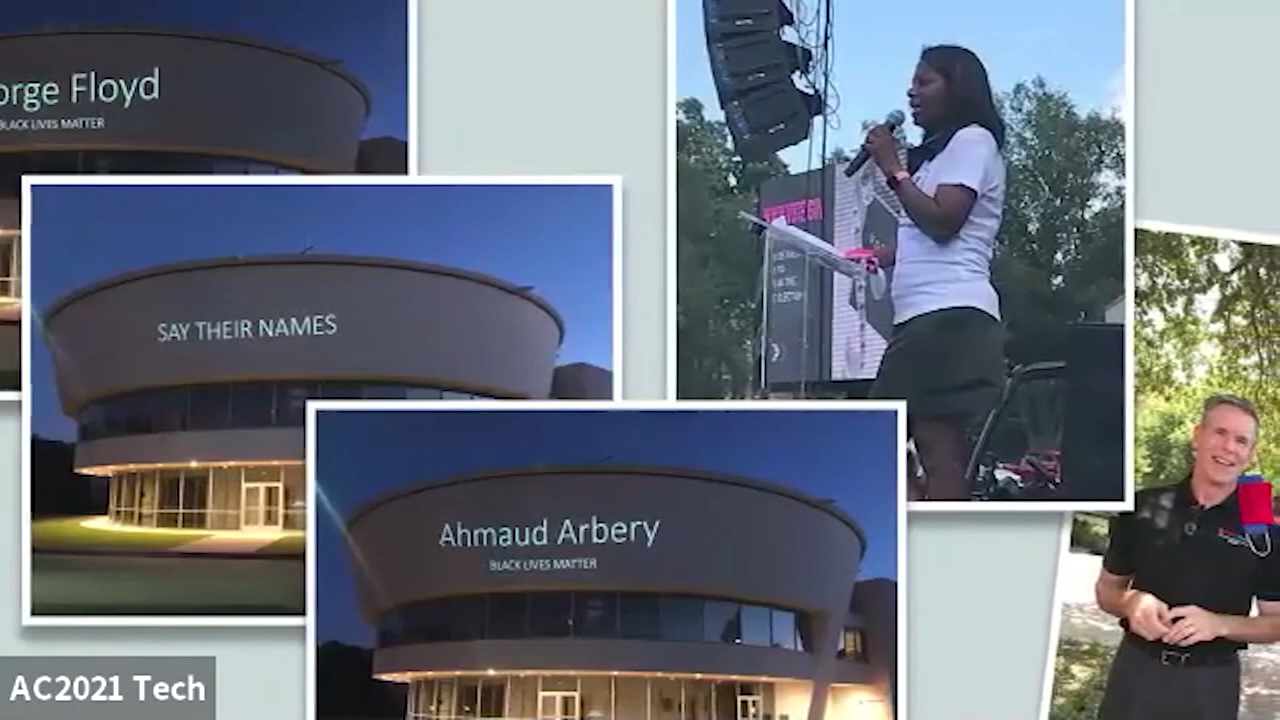 orge Floyd
BLACK LIVES MATTER
SAY THEIR NAMES
Ahmaud Arbery
BLACK LIVES MATTER
AC2021 Tech